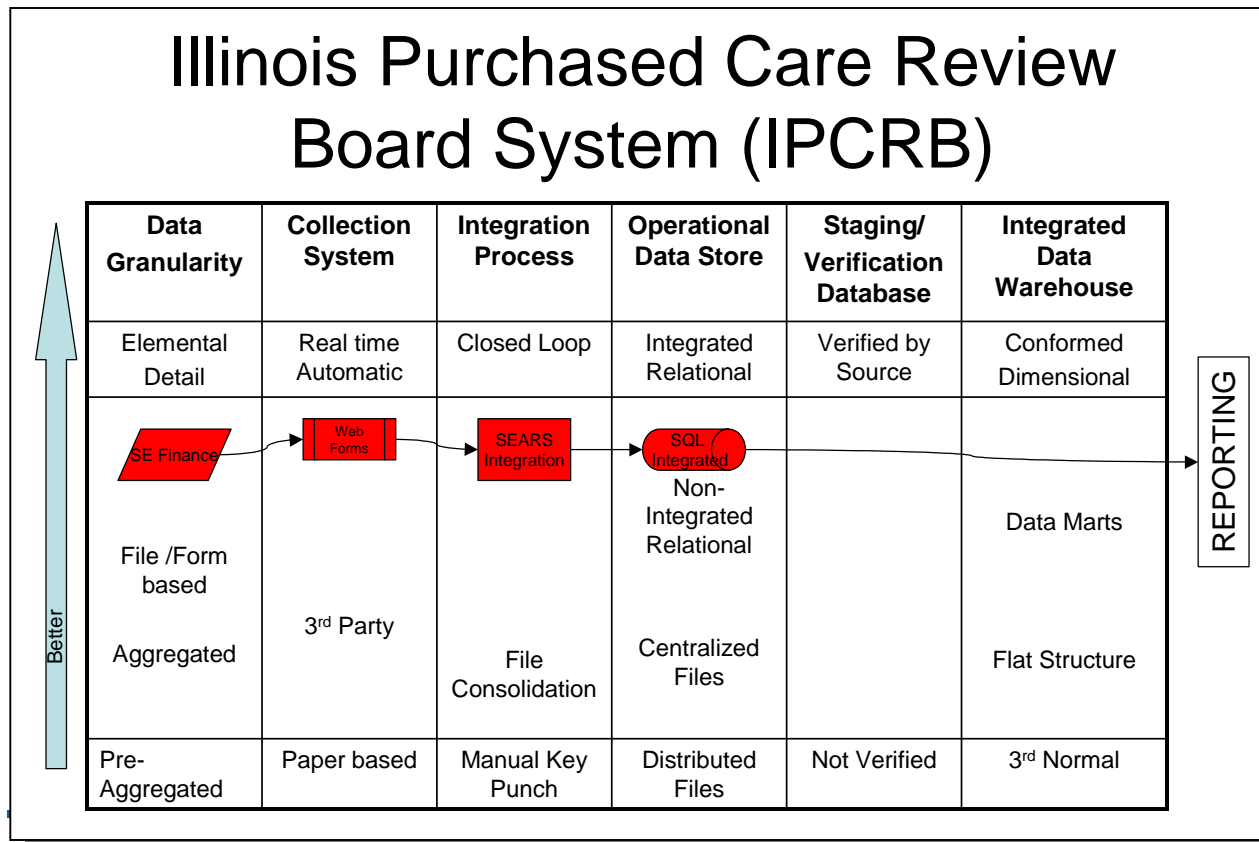 Illinois Purchased Care Review
Board System (IPCRB)
Data
Granularity
Collection
System
Integration
Process
Operational
Data Store
Staging/
Verification
Database
Integrated
Data
Warehouse
Elemental
Detail
Real time
Automatic
Closed Loop
Integrated
Relational
Verified by
Source
Conformed
Dimensional
SE Finance
Web
Forms
SEARS
Integration
SQL
Integrated
REPORTING
Non-
Integrated
Relational
Data Marts
File /Form
based
3rd Party
Better
Aggregated
File
Consolidation
Centralized
Files
Flat Structure
Pre-
Aggregated
Paper based
Manual Key
Punch
Distributed
Files
Not Verified
3rd Normal